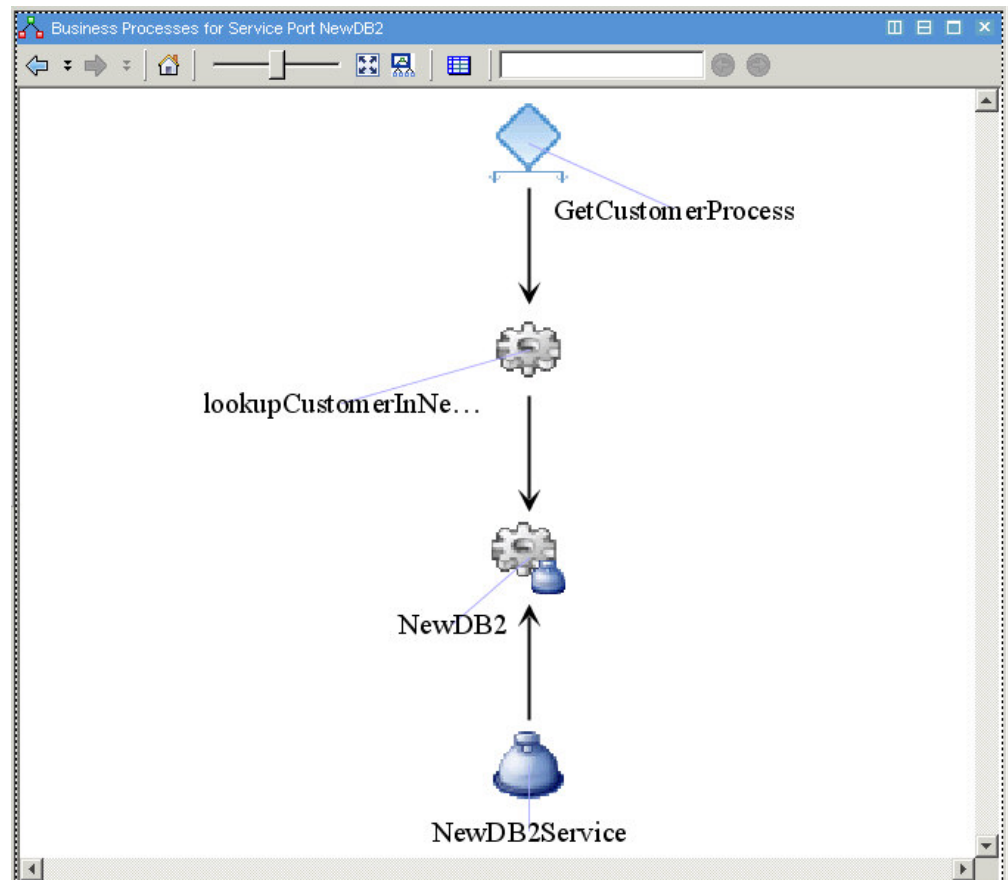 Business Processes for Service Port NewDB2
GetCustomerProcess
lookupCustomerInNe...
NewDB2
NewDB2Service